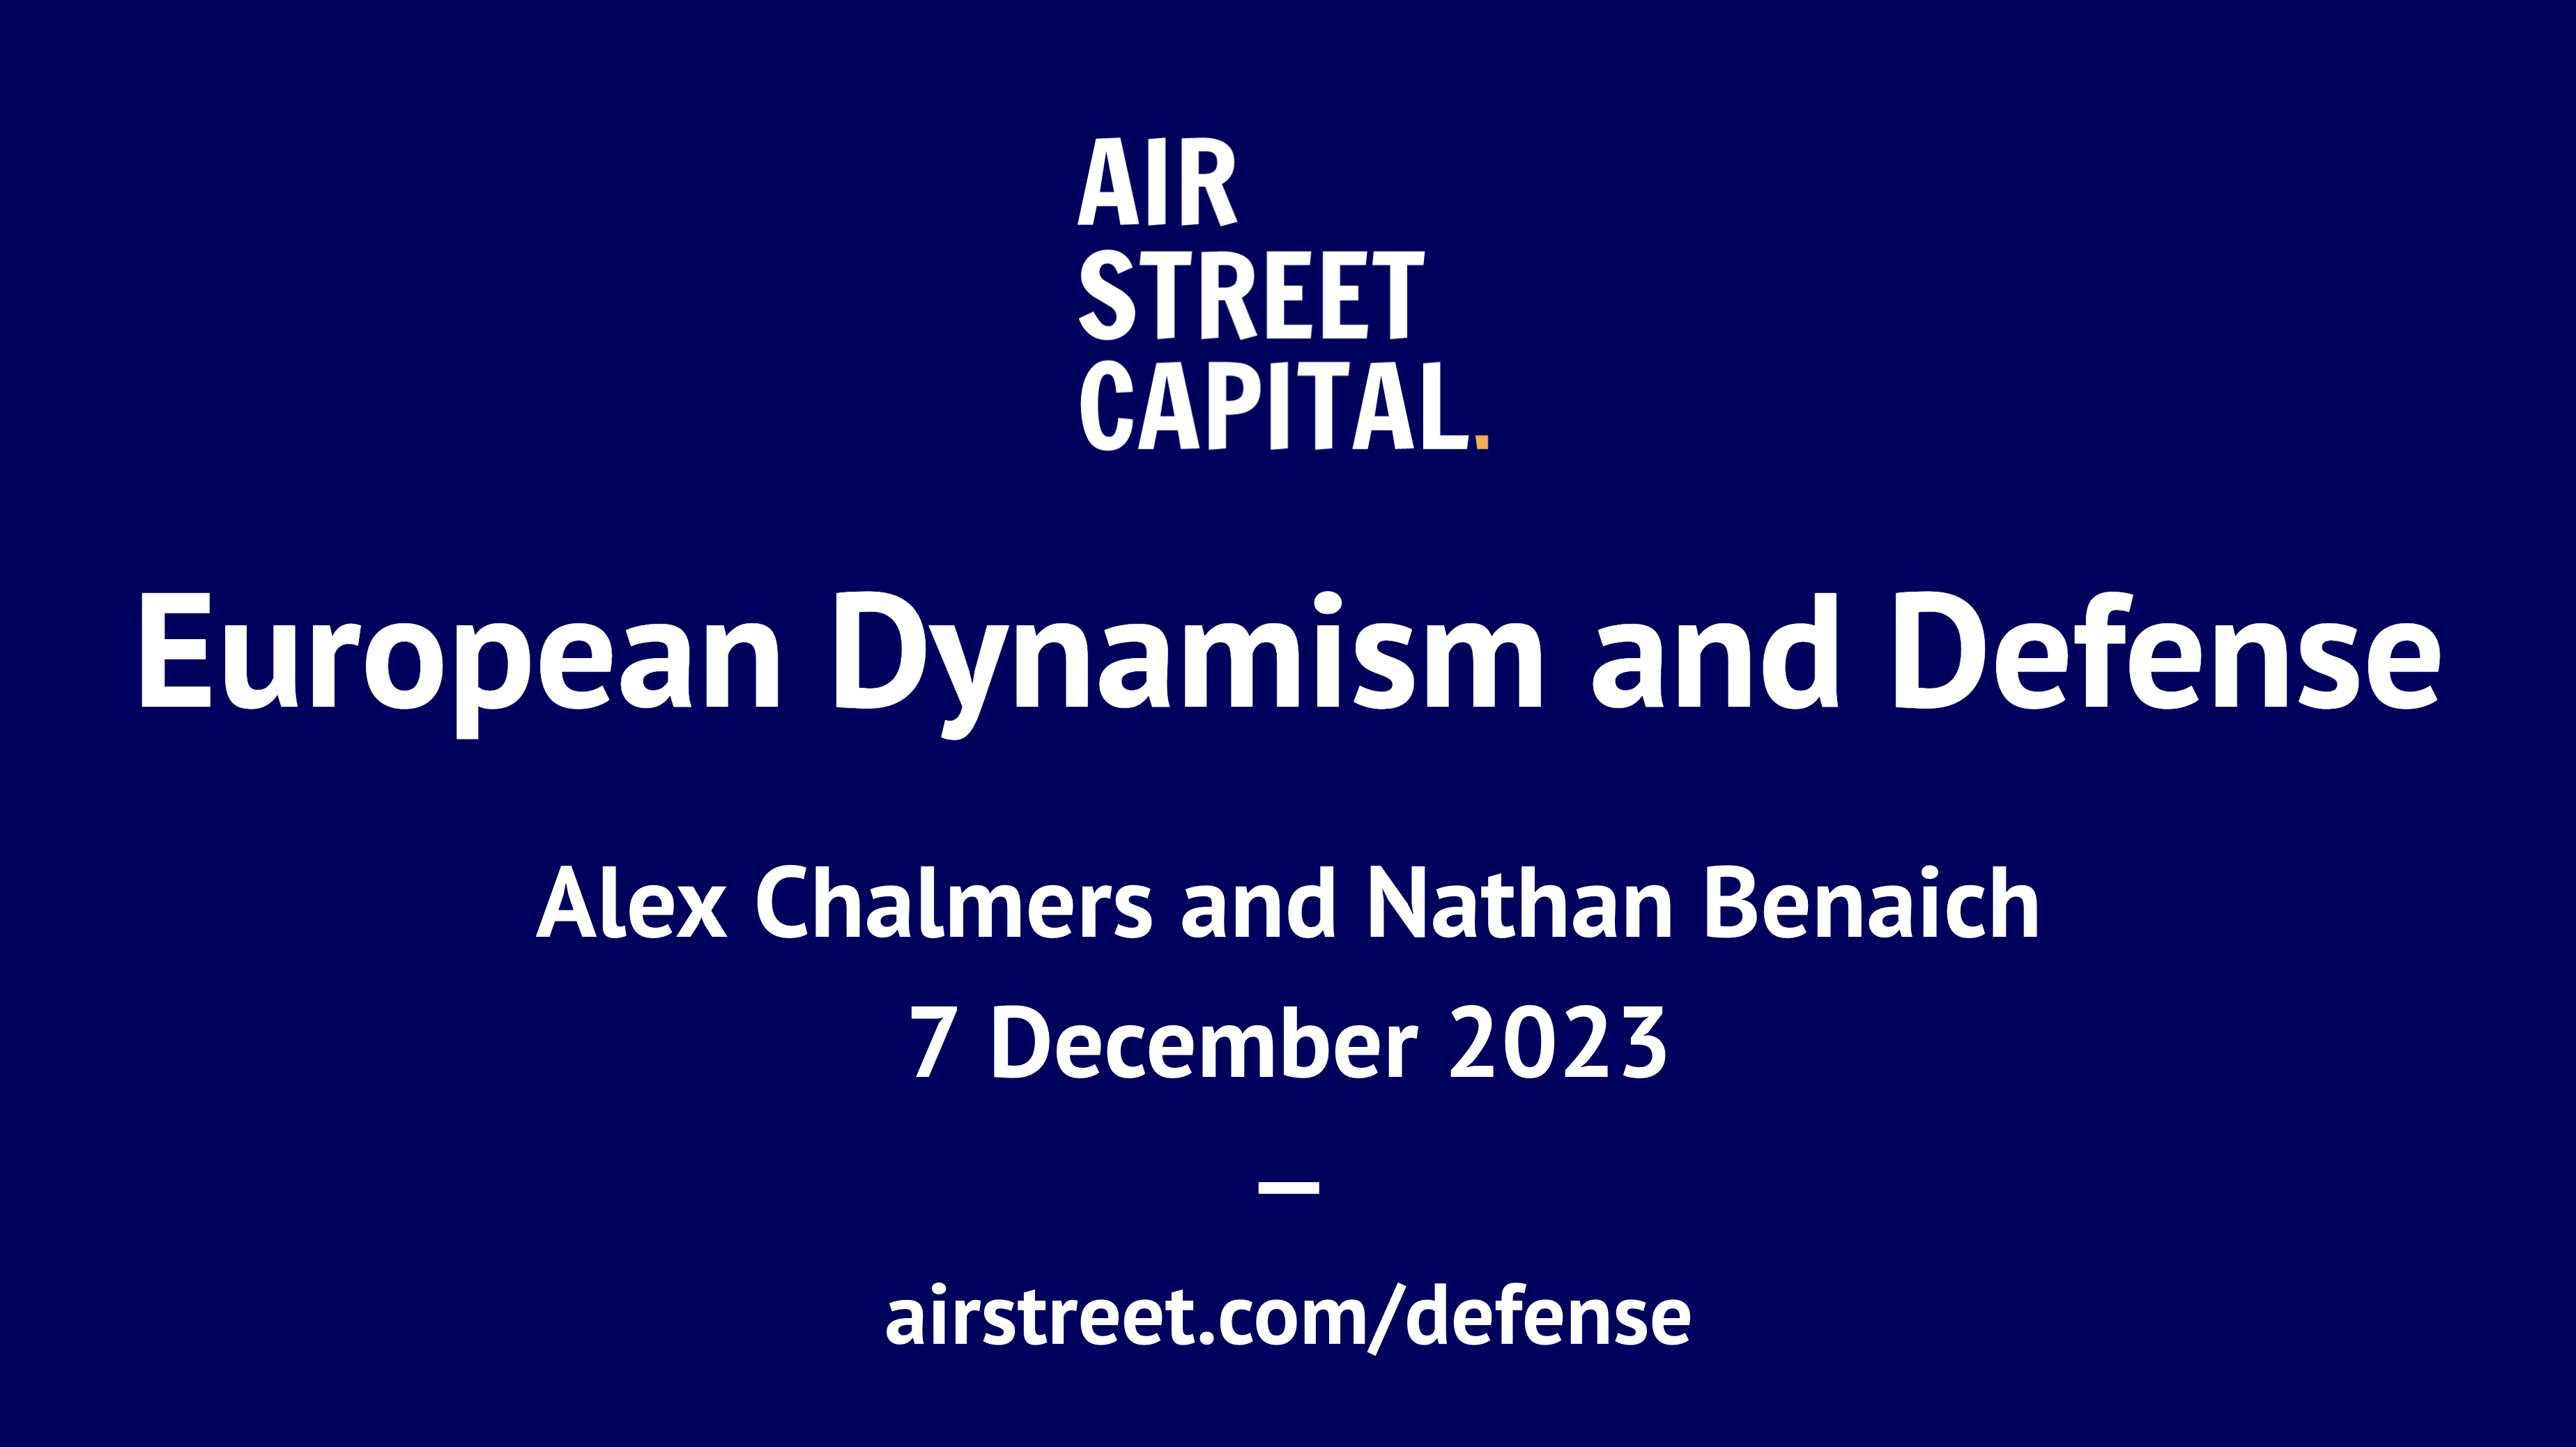 AIR
STREET
CAPITAL.
European Dynamism and Defense
Alex Chalmers and Nathan Benaich
7 December 2023
–
airstreet.com/defense